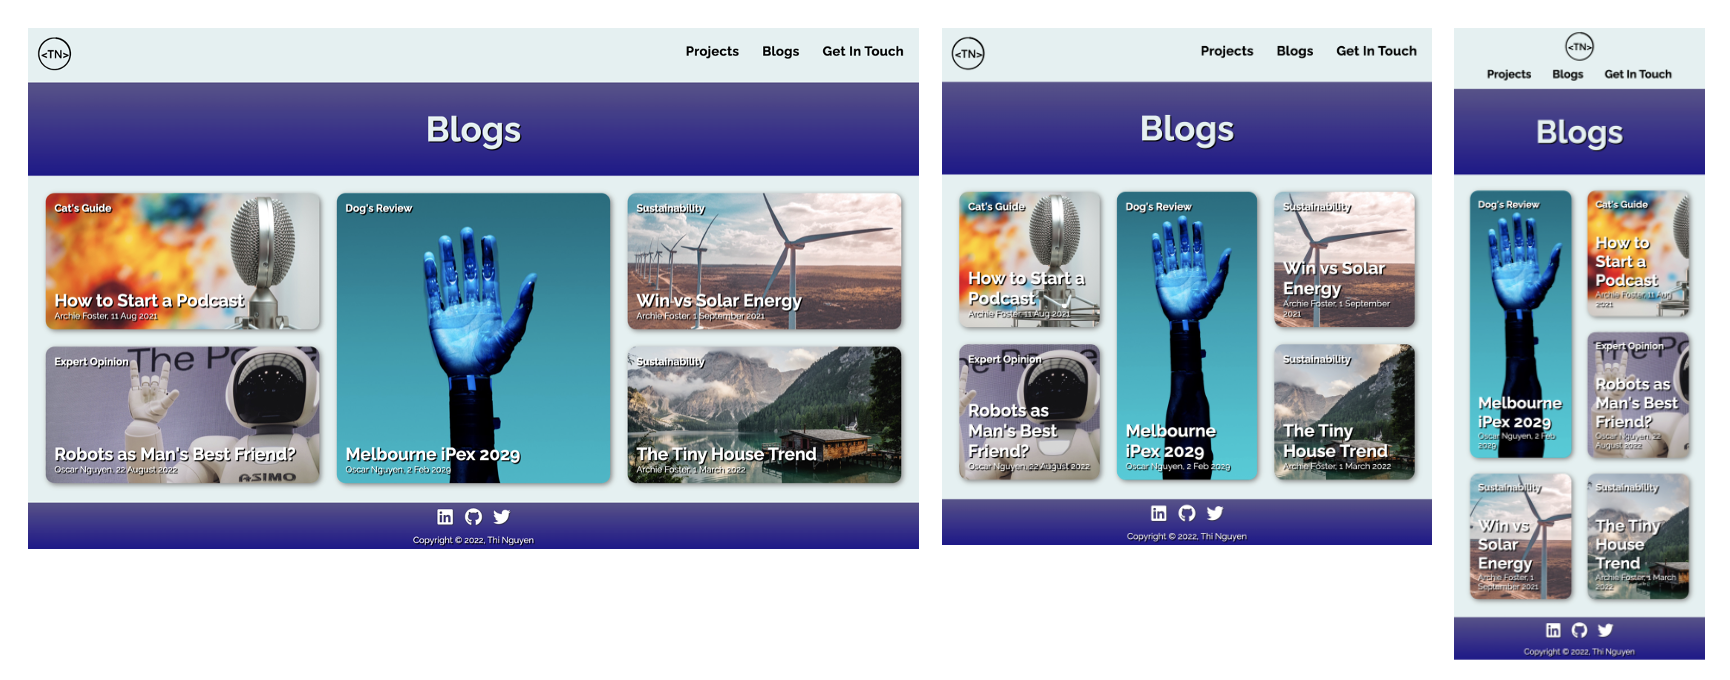 <TN>
Projects Blogs Get In Touch
Blogs
Cat's Guide
How to Start a Podcast
Archie Foster, 11 Aug 2021
Dog's Review
Melbourne iPex 2029
Oscar Nguyen, 2 Feb 2029
Sustainability
Win vs Solar Energy
Archie Foster, 1 September 2021
Expert Opinion
Robots as Man's Best Friend?
Oscar Nguyen, 22 August 2022
ASIMO
Sustainability
The Tiny House Trend
Archie Foster, 1 March 2022
Copyright © 2022, Thi Nguyen
<TN>
Projects Blogs Get In Touch
Blogs
Cat's Guide
How to Start a
Podcast
Archie Foster, 11 Aug 2021
Dog's Review
Melbourne
iPex 2029
Oscar Nguyen, 2 Feb 2029
Sustainability
Win vs Solar
Energy
Archie Foster, 1 September
2021
Expert Opinion
Robots as
Man's Best
Friend?
Oscar Nguyen, 22 August 2022
Sustainability
The Tiny
House Trend
Archie Foster, 1 March 2022
Copyright © 2022, Thi Nguyen
<TN>
Projects Blogs Get In Touch
Blogs
Dog's Review
Melbourne
iPex 2029
Oscar Nguyen, 2 Feb
2029
Cat's Guide
How to
Start a
Podcast
Archie Foster, 11 Aug
2021
Expert Opinion
Robots as
Man's Best
Friend?
Oscar Nguyen, 22
August 2022
Sustainability
Win vs
Solar
Energy
Archie Foster, 1
September 2021
Sustainability
The Tiny
House
Trend
Archie Foster, 1 March
2022
Copyright © 2022, Thi Nguyen